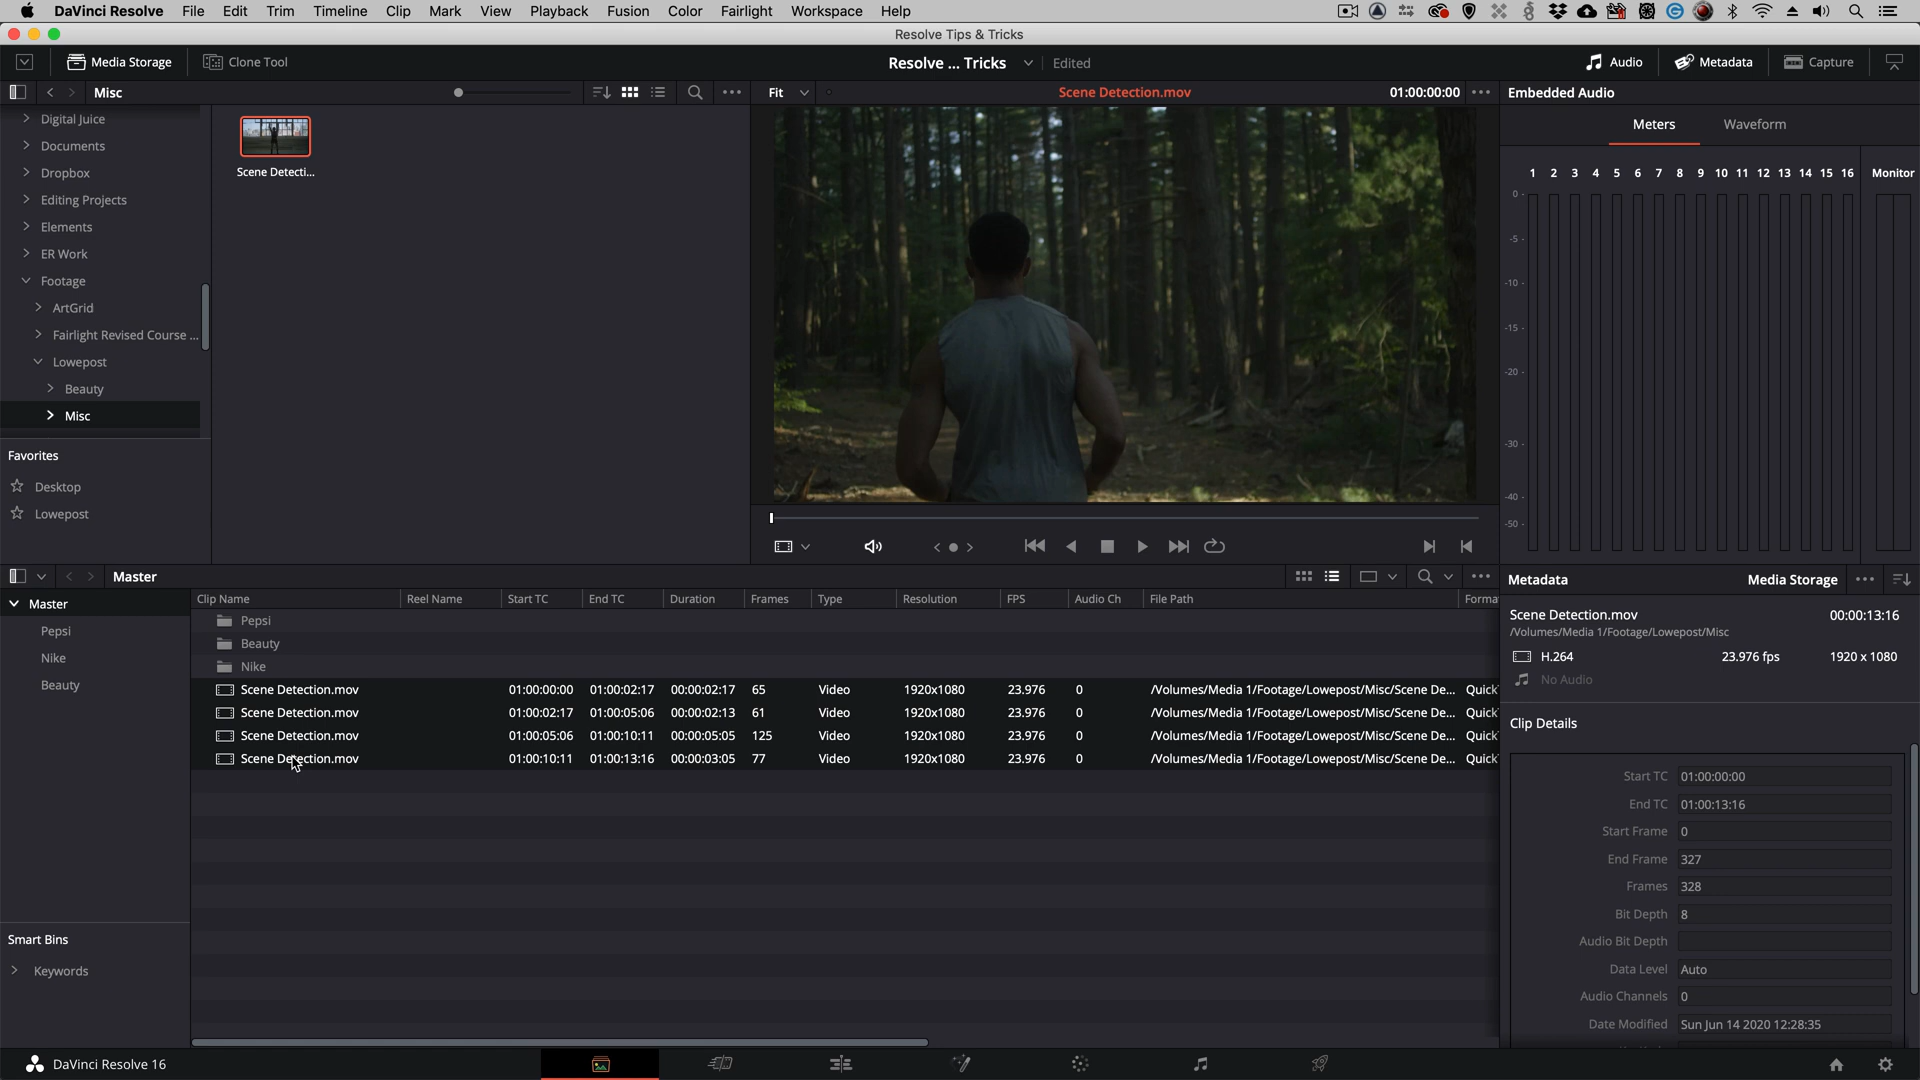 DaVinci Resolve File Edit Trim Timeline Clip Mark View Playback Fusion Color Fairlight Workspace Help
Resolve Tips & Tricks
Media Storage Clone Tool Resolve ... Tricks Edited Audio Metadata Capture
Misc Fit Scene Detection.mov 01:00:00:00 Embedded Audio
Digital Juice
Documents
Dropbox
Editing Projects
Elements
ER Work
Footage
ArtGrid
Fairlight Revised Course ...
Lowepost
Beauty
Misc
Favorites
Desktop
Lowepost
Scene Detecti...
Meters Waveform
1 2 3 4 5 6 7 8 9 10 11 12 13 14 15 16 Monitor
0 -
-5 -
-10 -
-15 -
-20 -
-30 -
-40 -
-50 -
Master
Master
Pepsi
Nike
Beauty
Smart Bins
Keywords
Clip Name Reel Name Start TC End TC Duration Frames Type Resolution FPS Audio Ch File Path Forma
Pepsi
Beauty
Nike
Scene Detection.mov 01:00:00:00 01:00:02:17 00:00:02:17 65 Video 1920x1080 23.976 0 /Volumes/Media 1/Footage/Lowepost/Misc/Scene De... Quick
Scene Detection.mov 01:00:02:17 01:00:05:06 00:00:02:13 61 Video 1920x1080 23.976 0 /Volumes/Media 1/Footage/Lowepost/Misc/Scene De... Quick
Scene Detection.mov 01:00:05:06 01:00:10:11 00:00:05:05 125 Video 1920x1080 23.976 0 /Volumes/Media 1/Footage/Lowepost/Misc/Scene De... Quick
Scene Detection.mov 01:00:10:11 01:00:13:16 00:00:03:05 77 Video 1920x1080 23.976 0 /Volumes/Media 1/Footage/Lowepost/Misc/Scene De... Quick
Metadata Media Storage
Scene Detection.mov 00:00:13:16
/Volumes/Media 1/Footage/Lowepost/Misc
H.264 23.976 fps 1920 x 1080
No Audio
Clip Details
Start TC 01:00:00:00
End TC 01:00:13:16
Start Frame 0
End Frame 327
Frames 328
Bit Depth 8
Audio Bit Depth
Data Level Auto
Audio Channels 0
Date Modified Sun Jun 14 2020 12:28:35
DaVinci Resolve 16